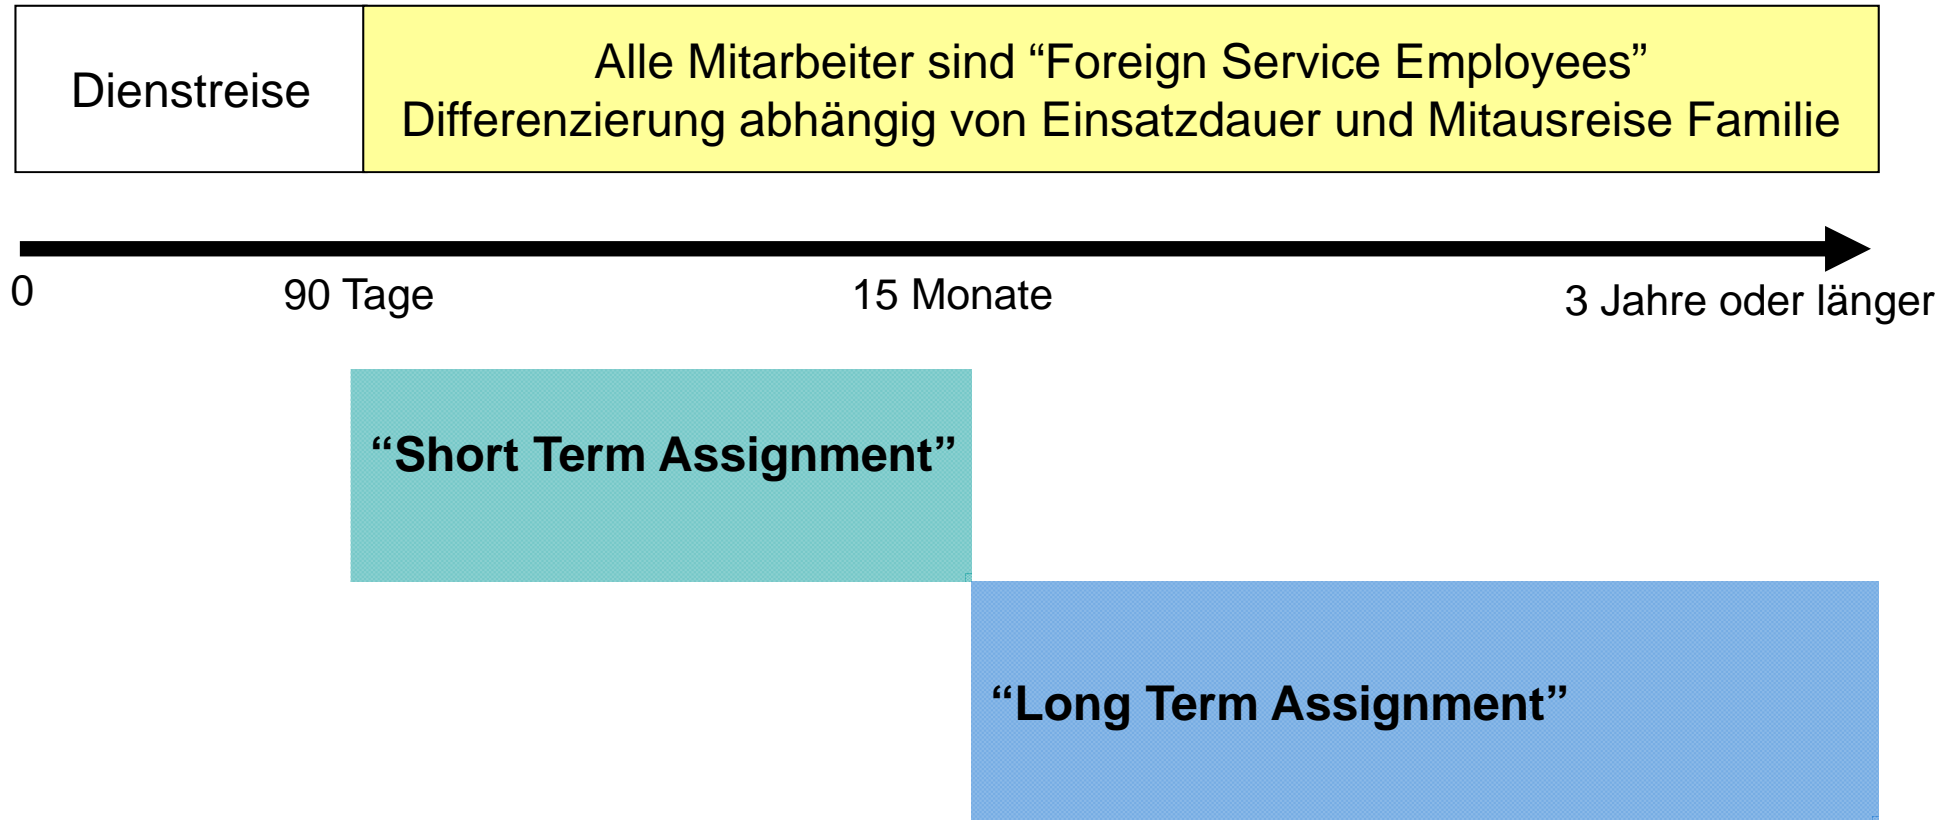 Dienstreise
Alle Mitarbeiter sind “Foreign Service Employees”
Differenzierung abhängig von Einsatzdauer und Mitausreise Familie
0
90 Tage
15 Monate
3 Jahre oder länger
“Short Term Assignment”
“Long Term Assignment”